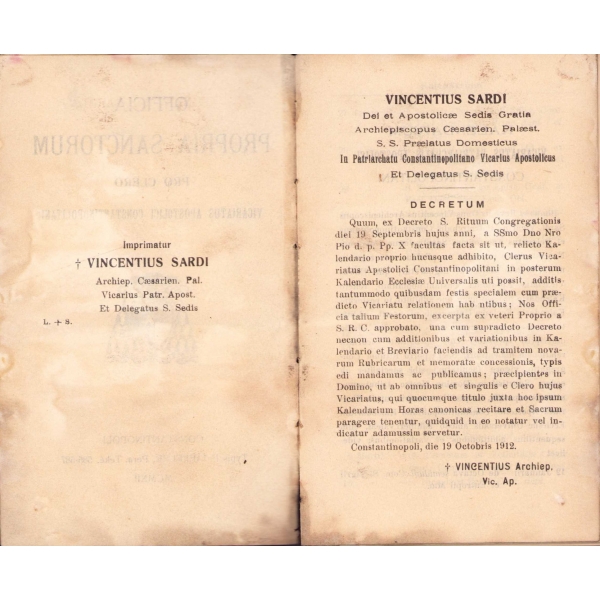 Imprimatur
† VINCENTIUS SARDI
Archiep. Cæsarien. Pal.
Vicarius Patr. Apost.
Et Delegatus S. Sedis
L. + S.
VINCENTIUS SARDI
Dei et Apostolicæ Sedis Gratia
Archiepiscopus Cæsarien. Palæst.
S. S. Prælatus Domesticus
In Patriarchatu Constantinopolitano Vicarius Apostolicus
Et Delegatus S. Sedis
DECRETUM
Quum, ex Decreto S. Rituum Congregationis
diei 19 Septembris hujus anni, a SSmo Dno Nro
Pio d. p. Pp. X facultas facta sit ut, relicto Ka-
lendario proprio hucusque adhibito, Clerus Vica-
riatus Apostolici Constantinopolitani in posterum
Kalendario Ecclesiæ Universalis uti possit, additis
tantummodo quibusdam festis specialem cum præ-
dicto Vicariatu relationem hab ntibus; Nos Offi-
cia talium Festorum, excerpta ex veteri Proprio a
S. R. C. approbato, una cum supradicto Decreto
necnon cum additionibus et variationibus in Ka-
lendario et Breviario faciendis ad tramitem nova-
rum Rubricarum et memoratæ concessionis, typis
edi mandamus ac publicamus; præcipientes in
Domino, ut ab omnibus et singulis e Clero hujus
Vicariatus, qui quocumque titulo juxta hoc ipsum
Kalendarium Horas canonicas recitare et Sacrum
paragere tenentur, quidquid in eo notatur vel in-
dicatur adamussim servetur.
Constantinopoli, die 19 Octobris 1912.
† VINCENTIUS Archiep.
Vic. Ap.